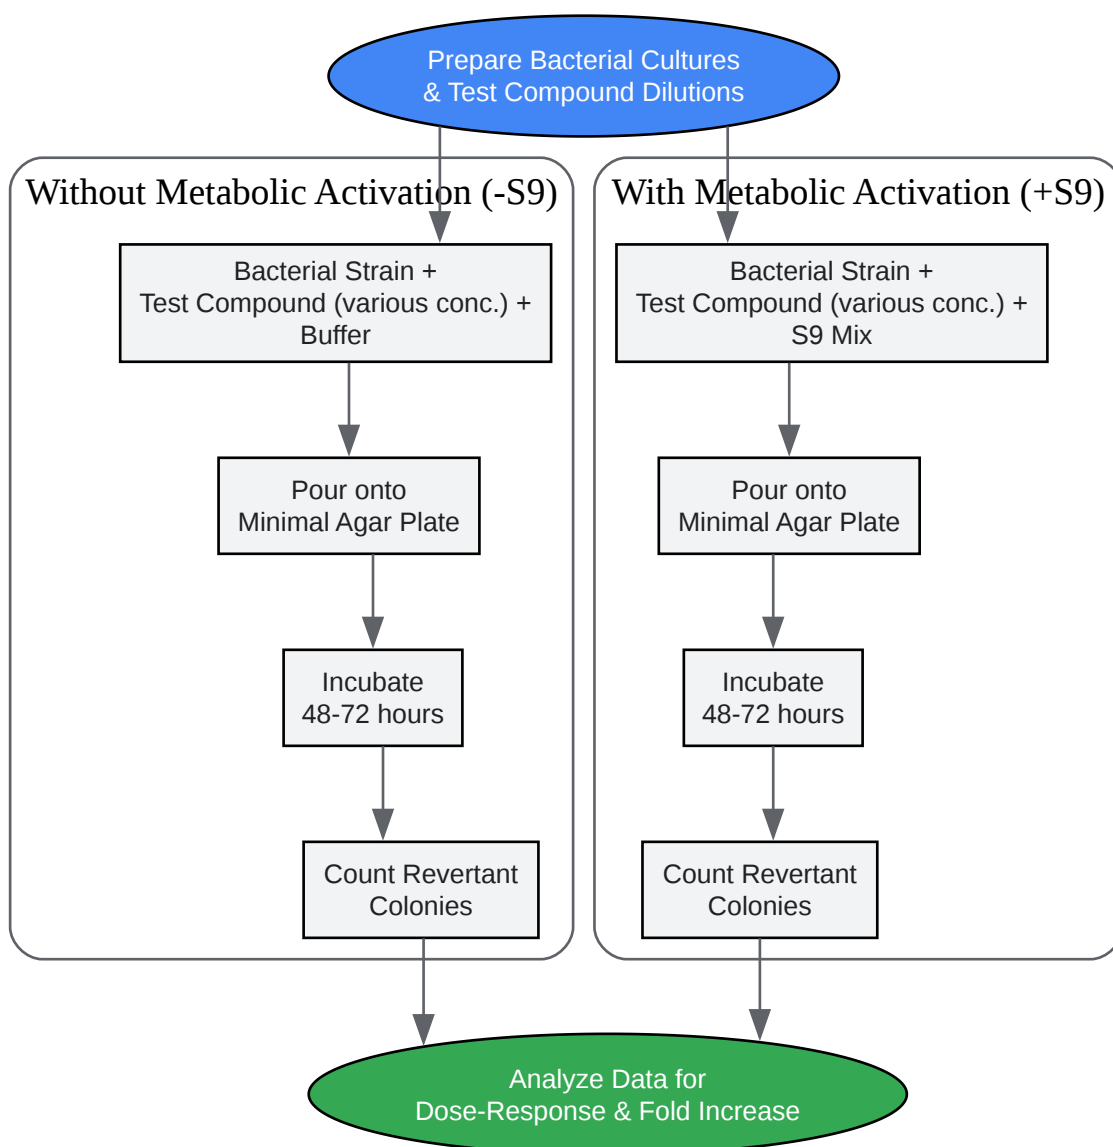 Prepare Bacterial Cultures
& Test Compound Dilutions
Without Metabolic Activation (-S9)
Bacterial Strain +
Test Compound (various conc.) +
Buffer
Pour onto
Minimal Agar Plate
Incubate
48-72 hours
Count Revertant
Colonies
With Metabolic Activation (+S9)
Bacterial Strain +
Test Compound (various conc.) +
S9 Mix
Pour onto
Minimal Agar Plate
Incubate
48-72 hours
Count Revertant
Colonies
Analyze Data for
Dose-Response & Fold Increase